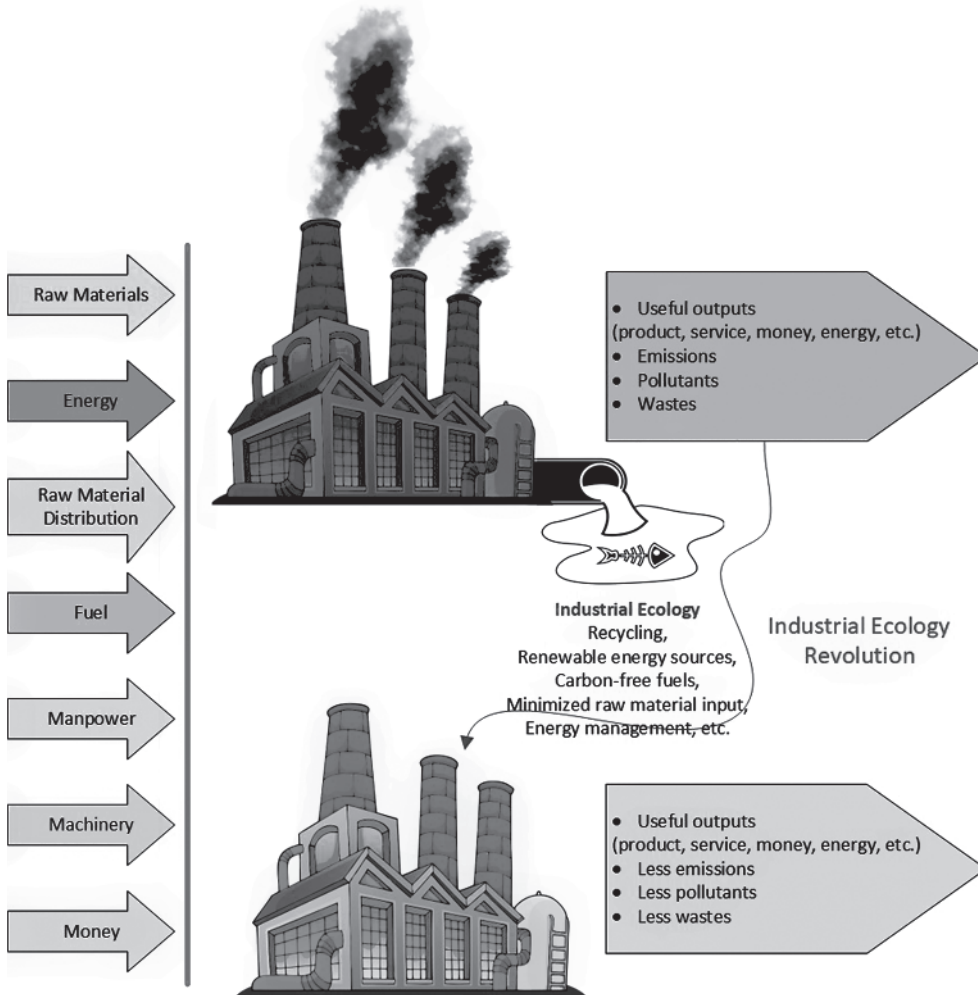 Raw Materials
Energy
Raw Material
Distribution
Fuel
Manpower
Machinery
Money
• Useful outputs
(product, service, money, energy, etc.)
• Emissions
• Pollutants
• Wastes
Industrial Ecology
Recycling,
Renewable energy sources,
Carbon-free fuels,
Minimized raw material input,
Energy management, etc.
Industrial Ecology
Revolution
• Useful outputs
(product, service, money, energy, etc.)
• Less emissions
• Less pollutants
• Less wastes